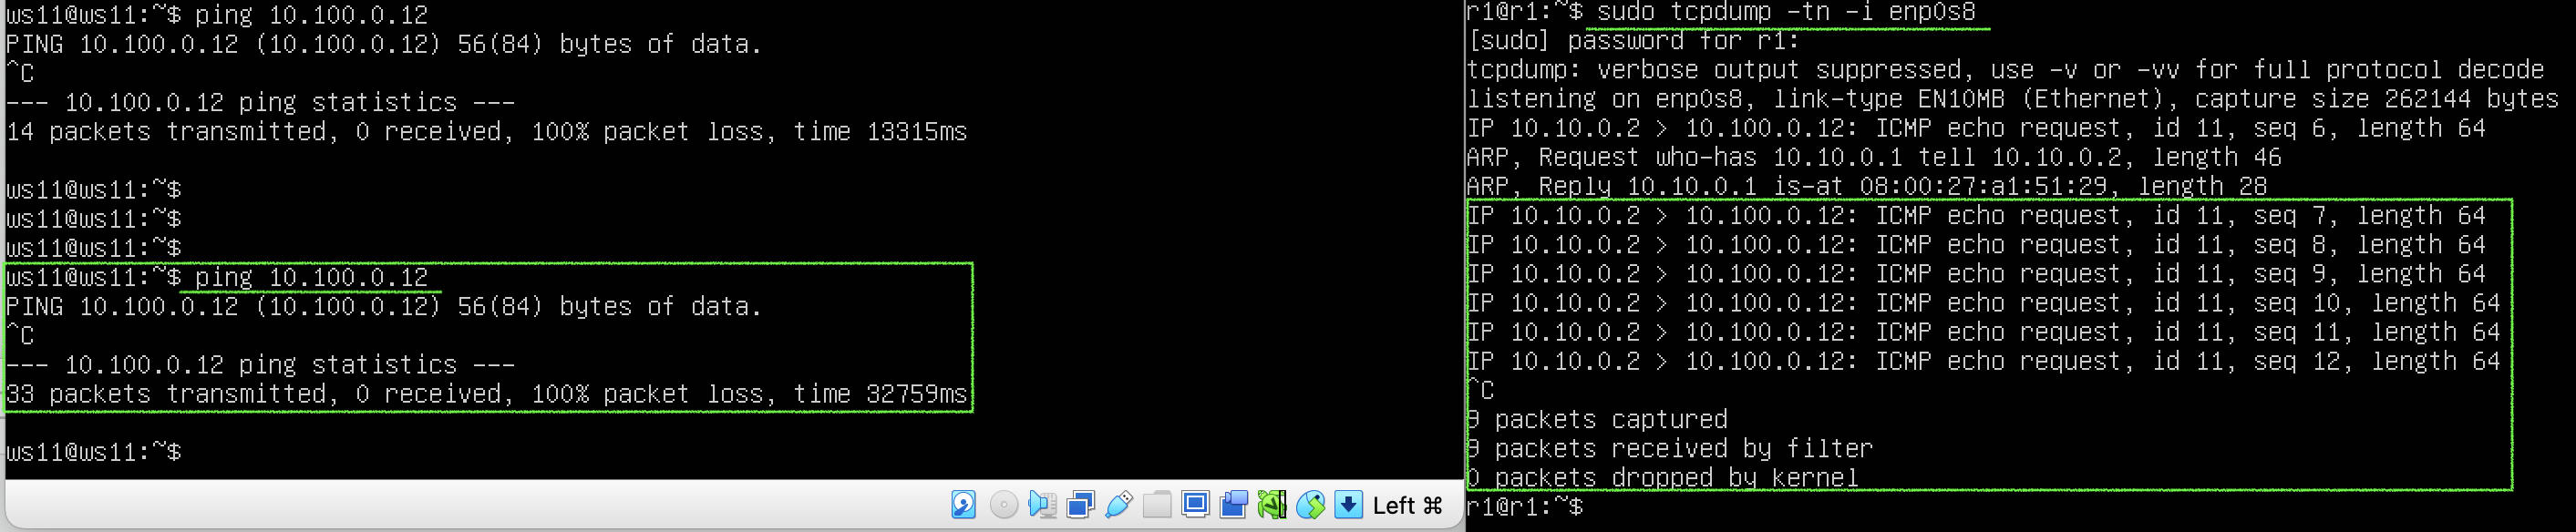 ws11@ws11:~$ ping 10.100.0.12
PING 10.100.0.12 (10.100.0.12) 56(84) bytes of data.
^C
--- 10.100.0.12 ping statistics ---
14 packets transmitted, 0 received, 100% packet loss, time 13315ms
ws11@ws11:~$
ws11@ws11:~$
ws11@ws11:~$
ws11@ws11:~$ ping 10.100.0.12
PING 10.100.0.12 (10.100.0.12) 56(84) bytes of data.
^C
--- 10.100.0.12 ping statistics ---
33 packets transmitted, 0 received, 100% packet loss, time 32759ms
ws11@ws11:~$
Left ⌘
r1@r1:~$ sudo tcpdump -tn -i enp0s8
[sudo] password for r1:
tcpdump: verbose output suppressed, use -v or -vv for full protocol decode
listening on enp0s8, link-type EN10MB (Ethernet), capture size 262144 bytes
IP 10.10.0.2 > 10.100.0.12: ICMP echo request, id 11, seq 6, length 64
ARP, Request who-has 10.10.0.1 tell 10.10.0.2, length 46
ARP, Reply 10.10.0.1 is-at 08:00:27:a1:51:29, length 28
IP 10.10.0.2 > 10.100.0.12: ICMP echo request, id 11, seq 7, length 64
IP 10.10.0.2 > 10.100.0.12: ICMP echo request, id 11, seq 8, length 64
IP 10.10.0.2 > 10.100.0.12: ICMP echo request, id 11, seq 9, length 64
IP 10.10.0.2 > 10.100.0.12: ICMP echo request, id 11, seq 10, length 64
IP 10.10.0.2 > 10.100.0.12: ICMP echo request, id 11, seq 11, length 64
IP 10.10.0.2 > 10.100.0.12: ICMP echo request, id 11, seq 12, length 64
^C
9 packets captured
9 packets received by filter
0 packets dropped by kernel
r1@r1:~$